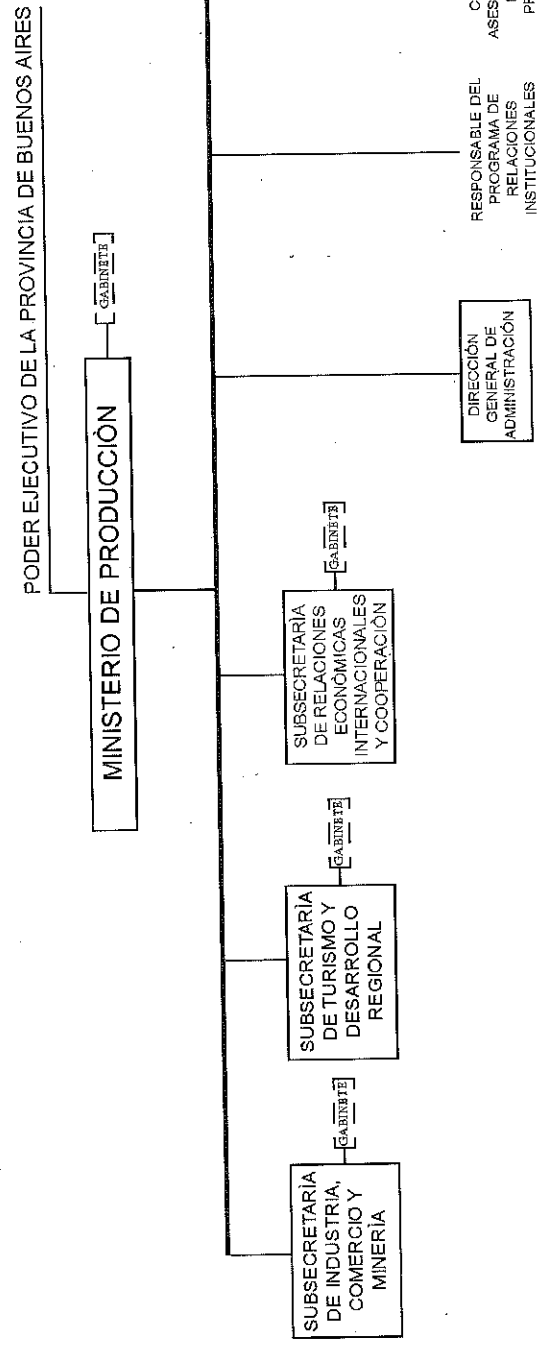 PODER EJECUTIVO DE LA PROVINCIA DE BUENOS AIRES
MINISTERIO DE PRODUCCIÒN
GABINETE
SUBSECRETARÌA
DE INDUSTRIA,
COMERCIO Y
MINERÌA
GABINETE
SUBSECRETARÌA
DE TURISMO Y
DESARROLLO
REGIONAL
GABINETE
SUBSECRETARÌA
DE RELACIONES
ECONÒMICAS
INTERNACIONALES
Y COOPERACIÒN
GABINETE
DIRECCIÒN
GENERAL DE
ADMINISTRACIÒN
RESPONSABLE DEL
PROGRAMA DE
RELACIONES
INSTITUCIONALES